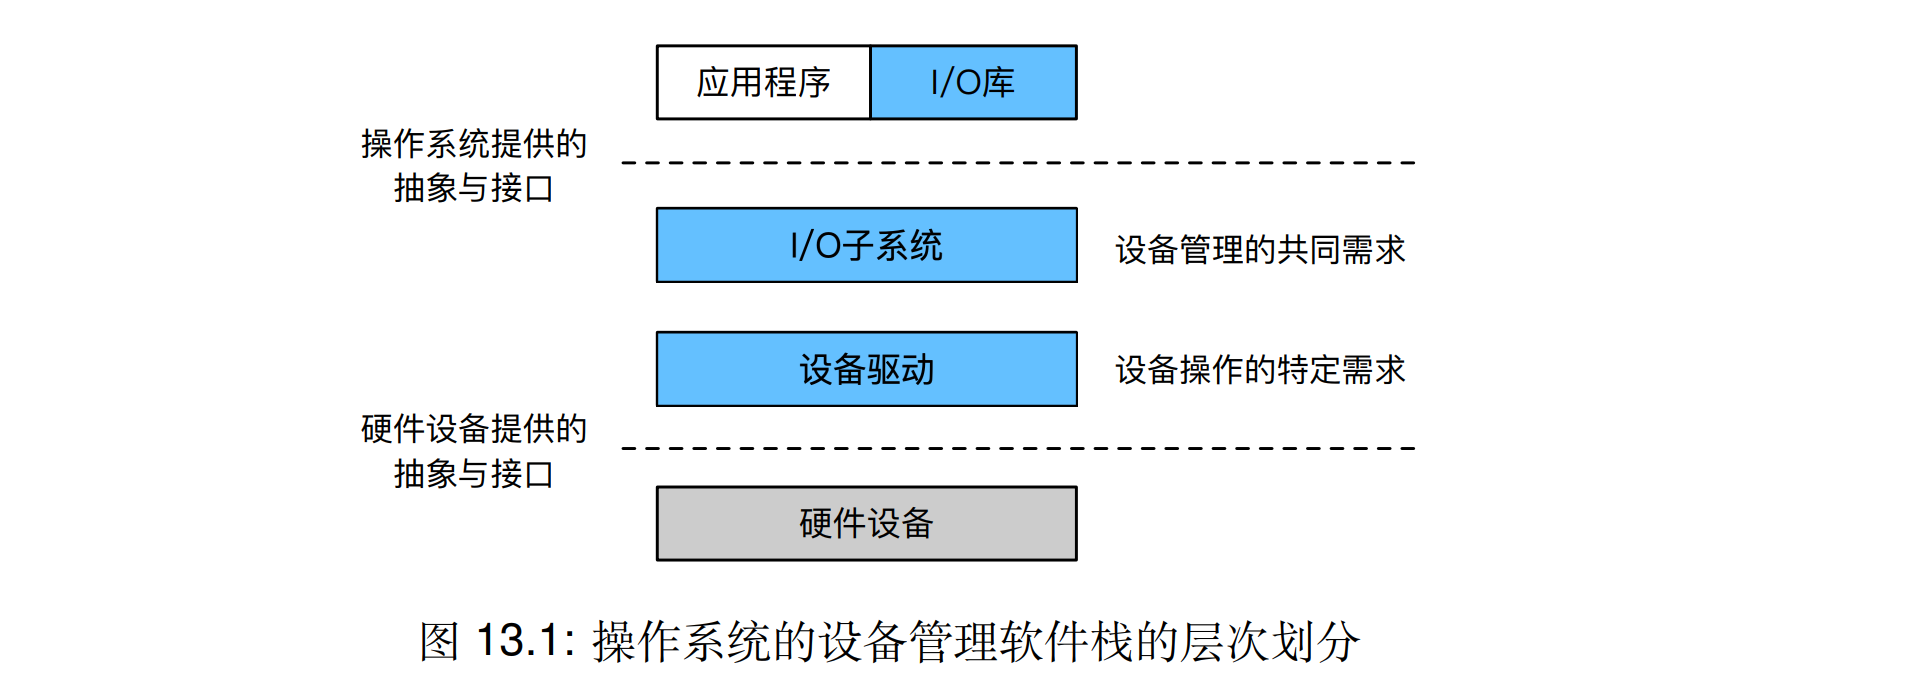 应用程序 I/O库
操作系统提供的
抽象与接口
I/O子系统 设备管理的共同需求
设备驱动 设备操作的特定需求
硬件设备提供的
抽象与接口
硬件设备
图 13.1: 操作系统的设备管理软件栈的层次划分